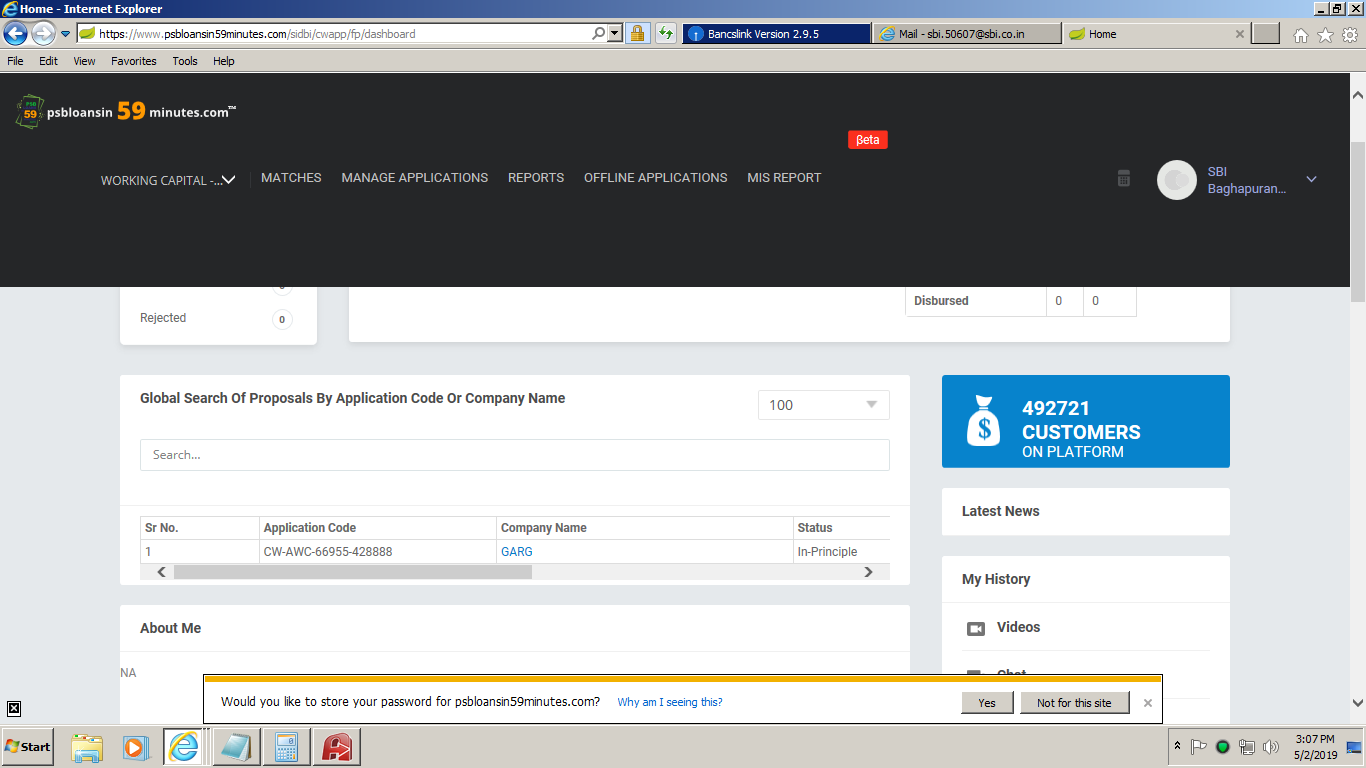 Home - Internet Explorer
https://www.psbloansin59minutes.com/sidbi/cwapp/fp/dashboard
Bancslink Version 2.9.5
Mail - sbi.50607@sbi.co.in
Home
File Edit View Favorites Tools Help
PSB
59
psbloansin 59 minutes.com™
βeta
WORKING CAPITAL -...
MATCHES
MANAGE APPLICATIONS
REPORTS
OFFLINE APPLICATIONS
MIS REPORT
SBI
Baghapuran...
Disbursed 0 0
Rejected 0
Global Search Of Proposals By Application Code Or Company Name
100
Search...
Sr No. Application Code Company Name Status
1 CW-AWC-66955-428888 GARG In-Principle
492721
CUSTOMERS
ON PLATFORM
Latest News
My History
Videos
Chat
About Me
NA
Would you like to store your password for psbloansin59minutes.com? Why am I seeing this? Yes Not for this site
Start
3:07 PM
5/2/2019